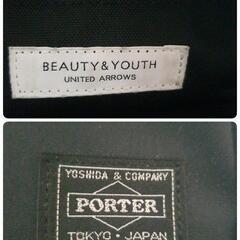 BEAUTY & YOUTH
UNITED ARROWS
YOSHIDA & COMPANY
PORTER
TOKYO・JAPAN